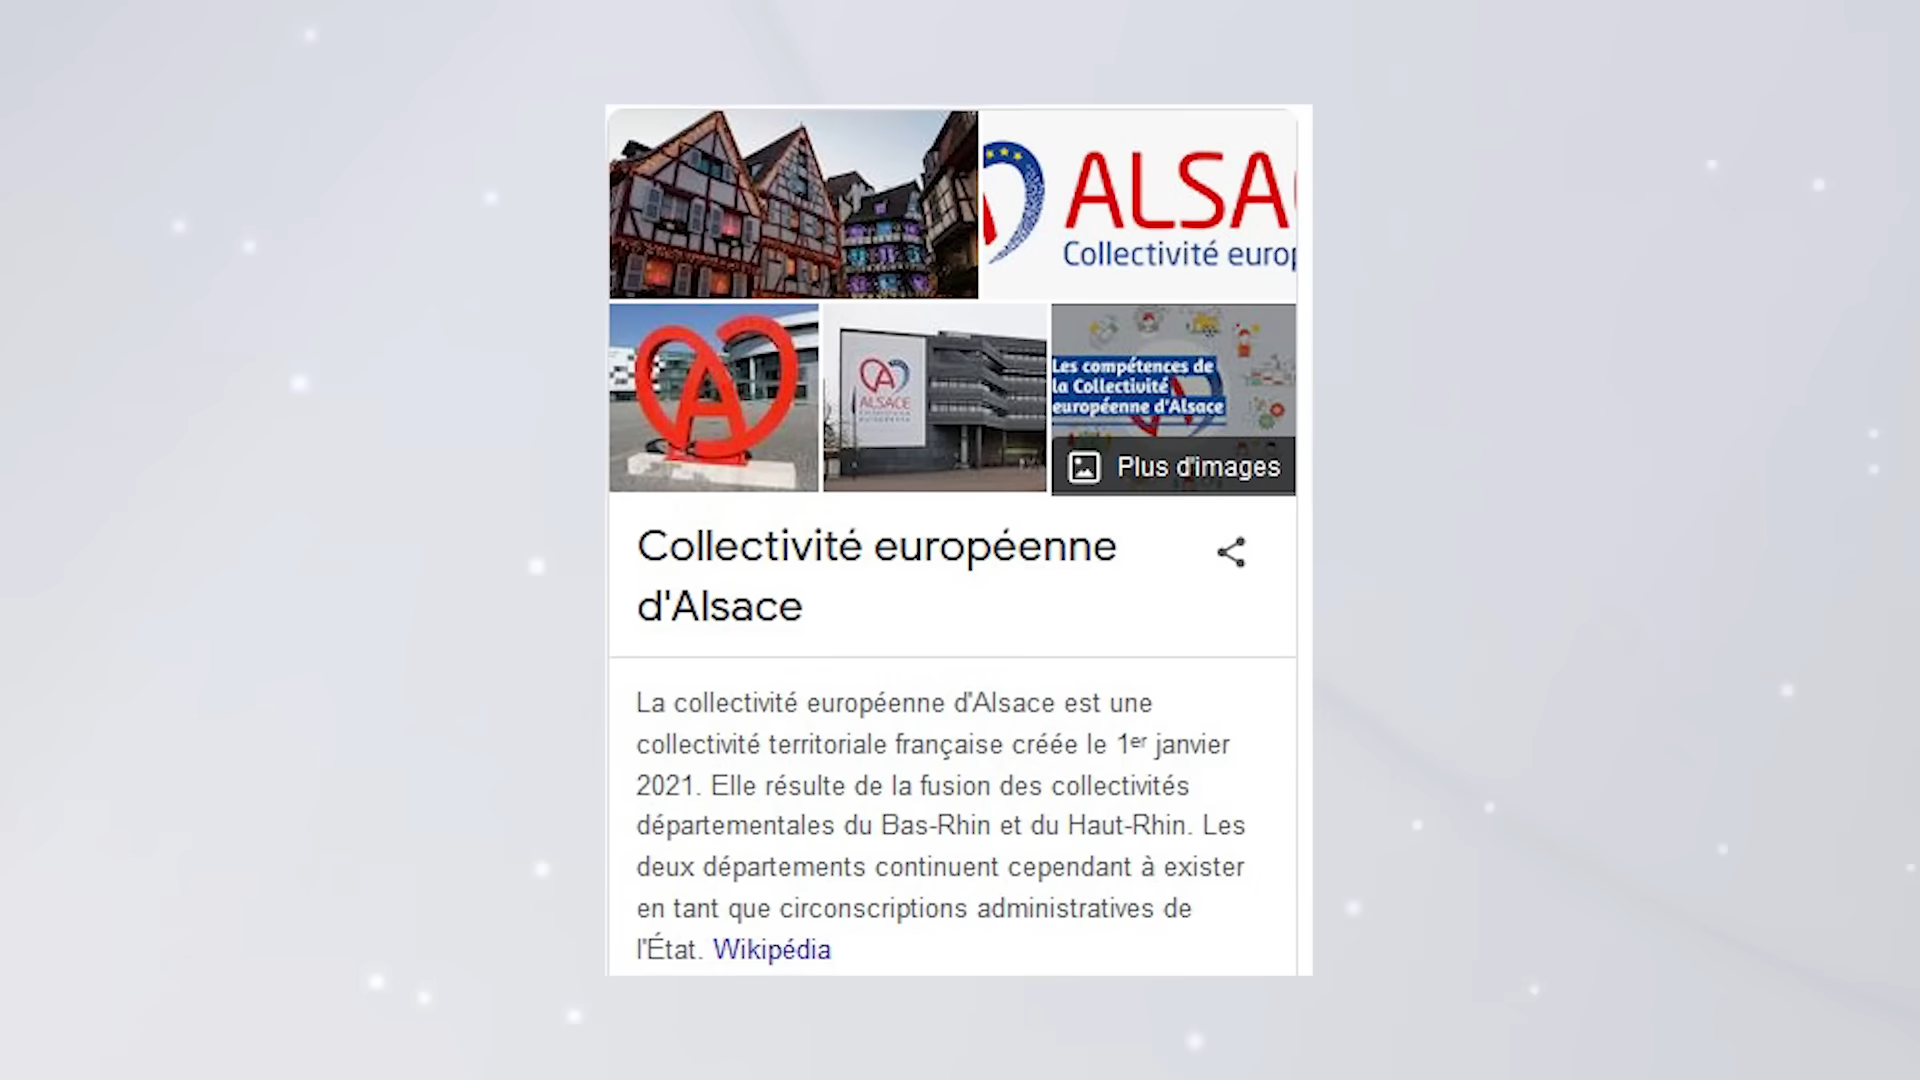 ALSA
Collectivité europ
A
A
ALSACE
Les compétences de
la Collectivité
européenne d'Alsace
Plus d'images
Collectivité européenne
d'Alsace
La collectivité européenne d'Alsace est une
collectivité territoriale française créée le 1er janvier
2021. Elle résulte de la fusion des collectivités
départementales du Bas-Rhin et du Haut-Rhin. Les
deux départements continuent cependant à exister
en tant que circonscriptions administratives de
l'État. Wikipédia